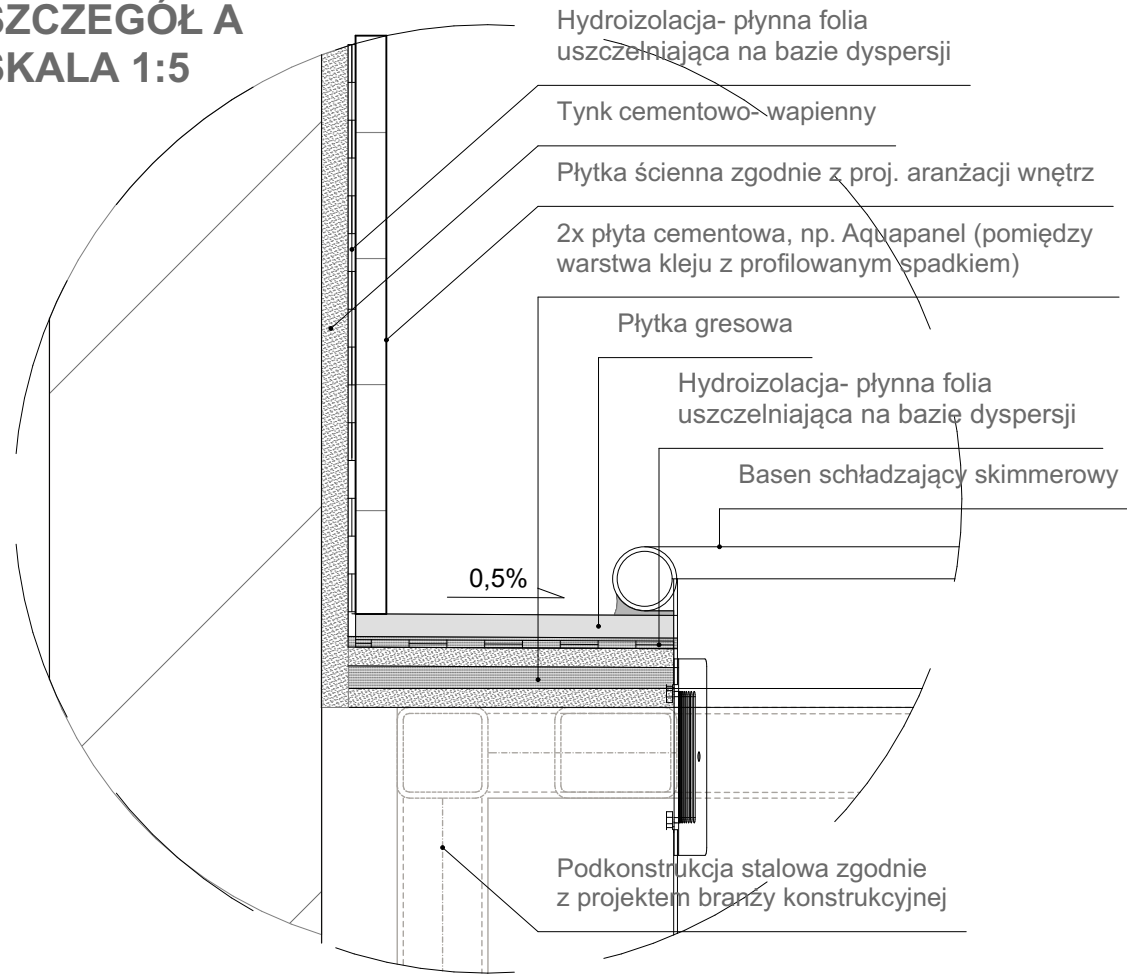 SZCZEGÓŁ A
SKALA 1:5
Hydroizolacja- płynna folia
uszczelniająca na bazie dyspersji
Tynk cementowo- wapienny
Płytka ścienna zgodnie z proj. aranżacji wnętrz
2x płyta cementowa, np. Aquapanel (pomiędzy
warstwa kleju z profilowanym spadkiem)
Płytka gresowa
Hydroizolacja- płynna folia
uszczelniająca na bazie dyspersji
Basen schładzający skimmerowy
0,5%
Podkonstrukcja stalowa zgodnie
z projektem branży konstrukcyjnej